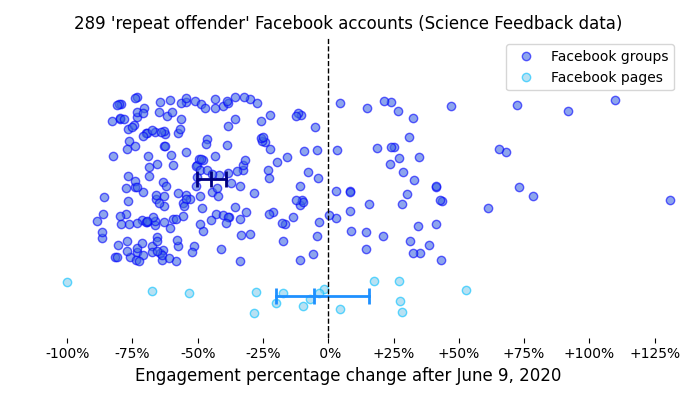 289 'repeat offender' Facebook accounts (Science Feedback data)
Facebook groups
Facebook pages
-100% -75% -50% -25% 0% +25% +50% +75% +100% +125%
Engagement percentage change after June 9, 2020